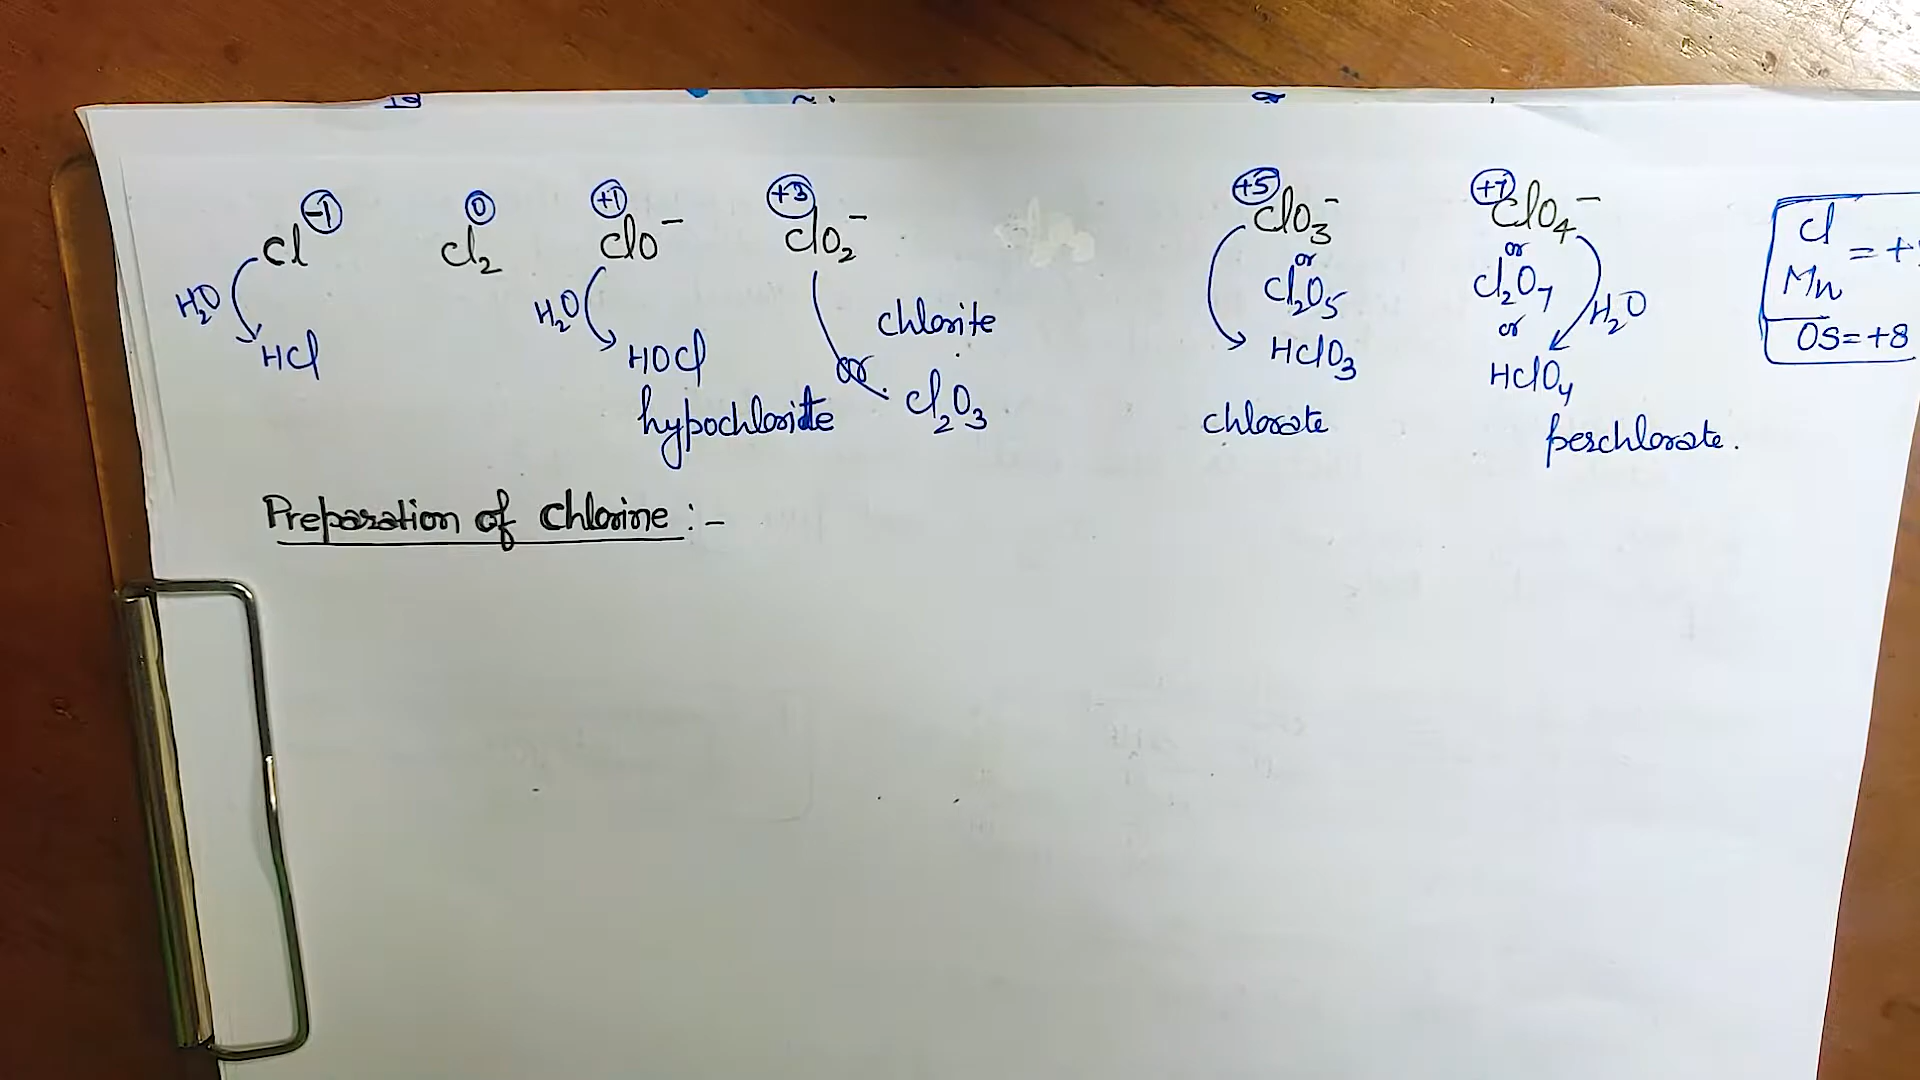 -1 0 +1 +3 +5 +7
Cl Cl₂ ClO⁻ ClO₂⁻ ClO₃⁻ ClO₄⁻ Cl
or or = +
H₂O H₂O chlorite Cl₂O₅ Cl₂O₇ H₂O Mn
or
HCl HOCl or HClO₃ HClO₄ OS=+8
hypochlorite Cl₂O₃ chlorate perchlorate.
Preparation of chlorine :-